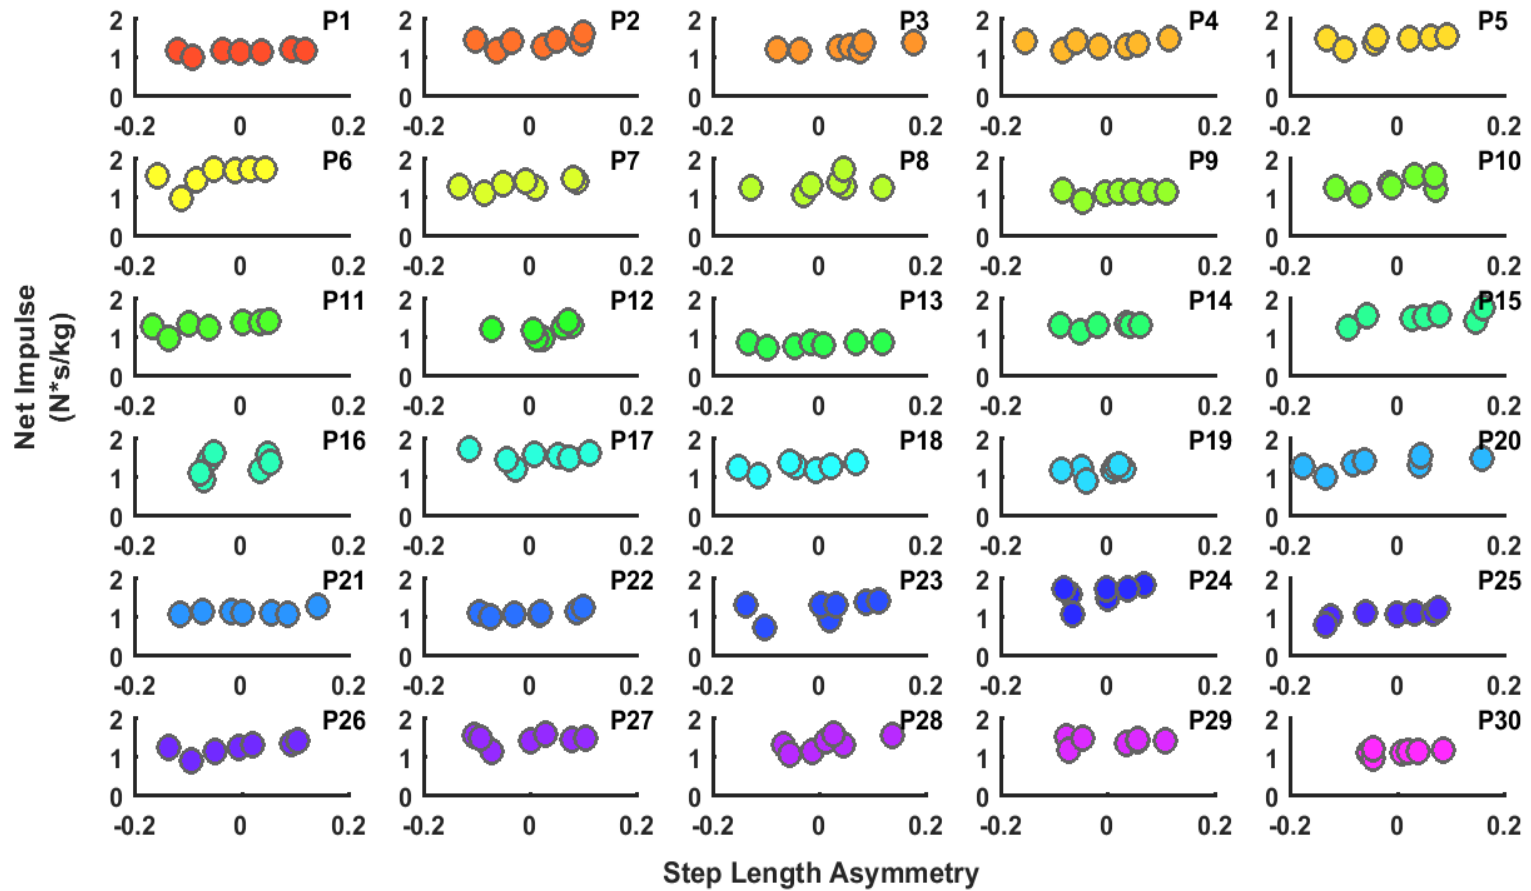 2 P1 2 P2 2 P3 2 P4 2 P5
1 1 1 1 1
0 0 0 0 0
-0.2 0 0.2 -0.2 0 0.2 -0.2 0 0.2 -0.2 0 0.2 -0.2 0 0.2
2 P6 2 P7 2 P8 2 P9 2 P10
1 1 1 1 1
0 0 0 0 0
-0.2 0 0.2 -0.2 0 0.2 -0.2 0 0.2 -0.2 0 0.2 -0.2 0 0.2
2 P11 2 P12 2 P13 2 P14 2 P15
1 1 1 1 1
0 0 0 0 0
-0.2 0 0.2 -0.2 0 0.2 -0.2 0 0.2 -0.2 0 0.2 -0.2 0 0.2
Net Impulse
(N*s/kg)
2 P16 2 P17 2 P18 2 P19 2 P20
1 1 1 1 1
0 0 0 0 0
-0.2 0 0.2 -0.2 0 0.2 -0.2 0 0.2 -0.2 0 0.2 -0.2 0 0.2
2 P21 2 P22 2 P23 2 P24 2 P25
1 1 1 1 1
0 0 0 0 0
-0.2 0 0.2 -0.2 0 0.2 -0.2 0 0.2 -0.2 0 0.2 -0.2 0 0.2
2 P26 2 P27 2 P28 2 P29 2 P30
1 1 1 1 1
0 0 0 0 0
-0.2 0 0.2 -0.2 0 0.2 -0.2 0 0.2 -0.2 0 0.2 -0.2 0 0.2
Step Length Asymmetry